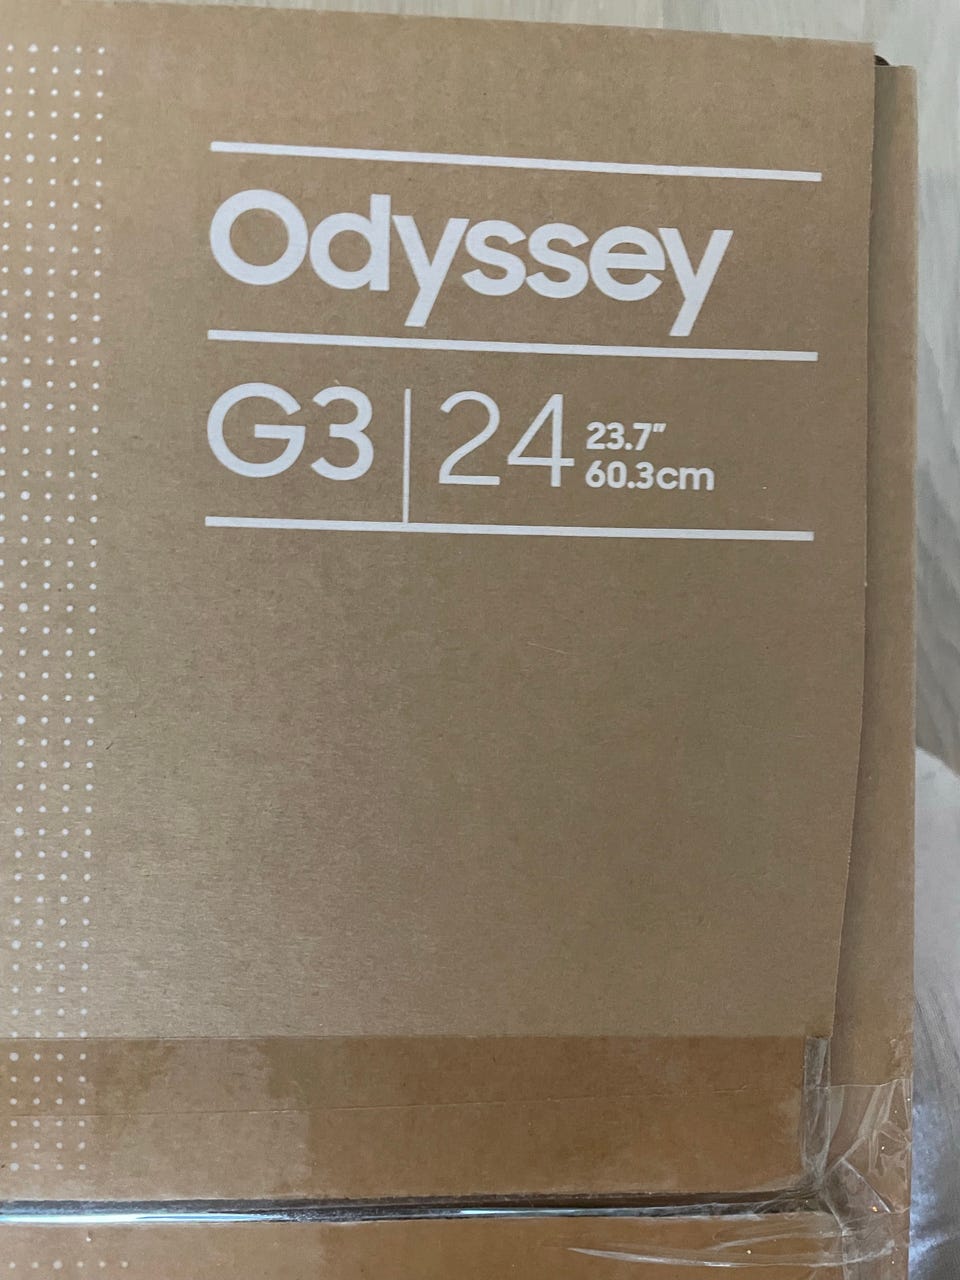 Odyssey
G3 24 23.7"
60.3cm